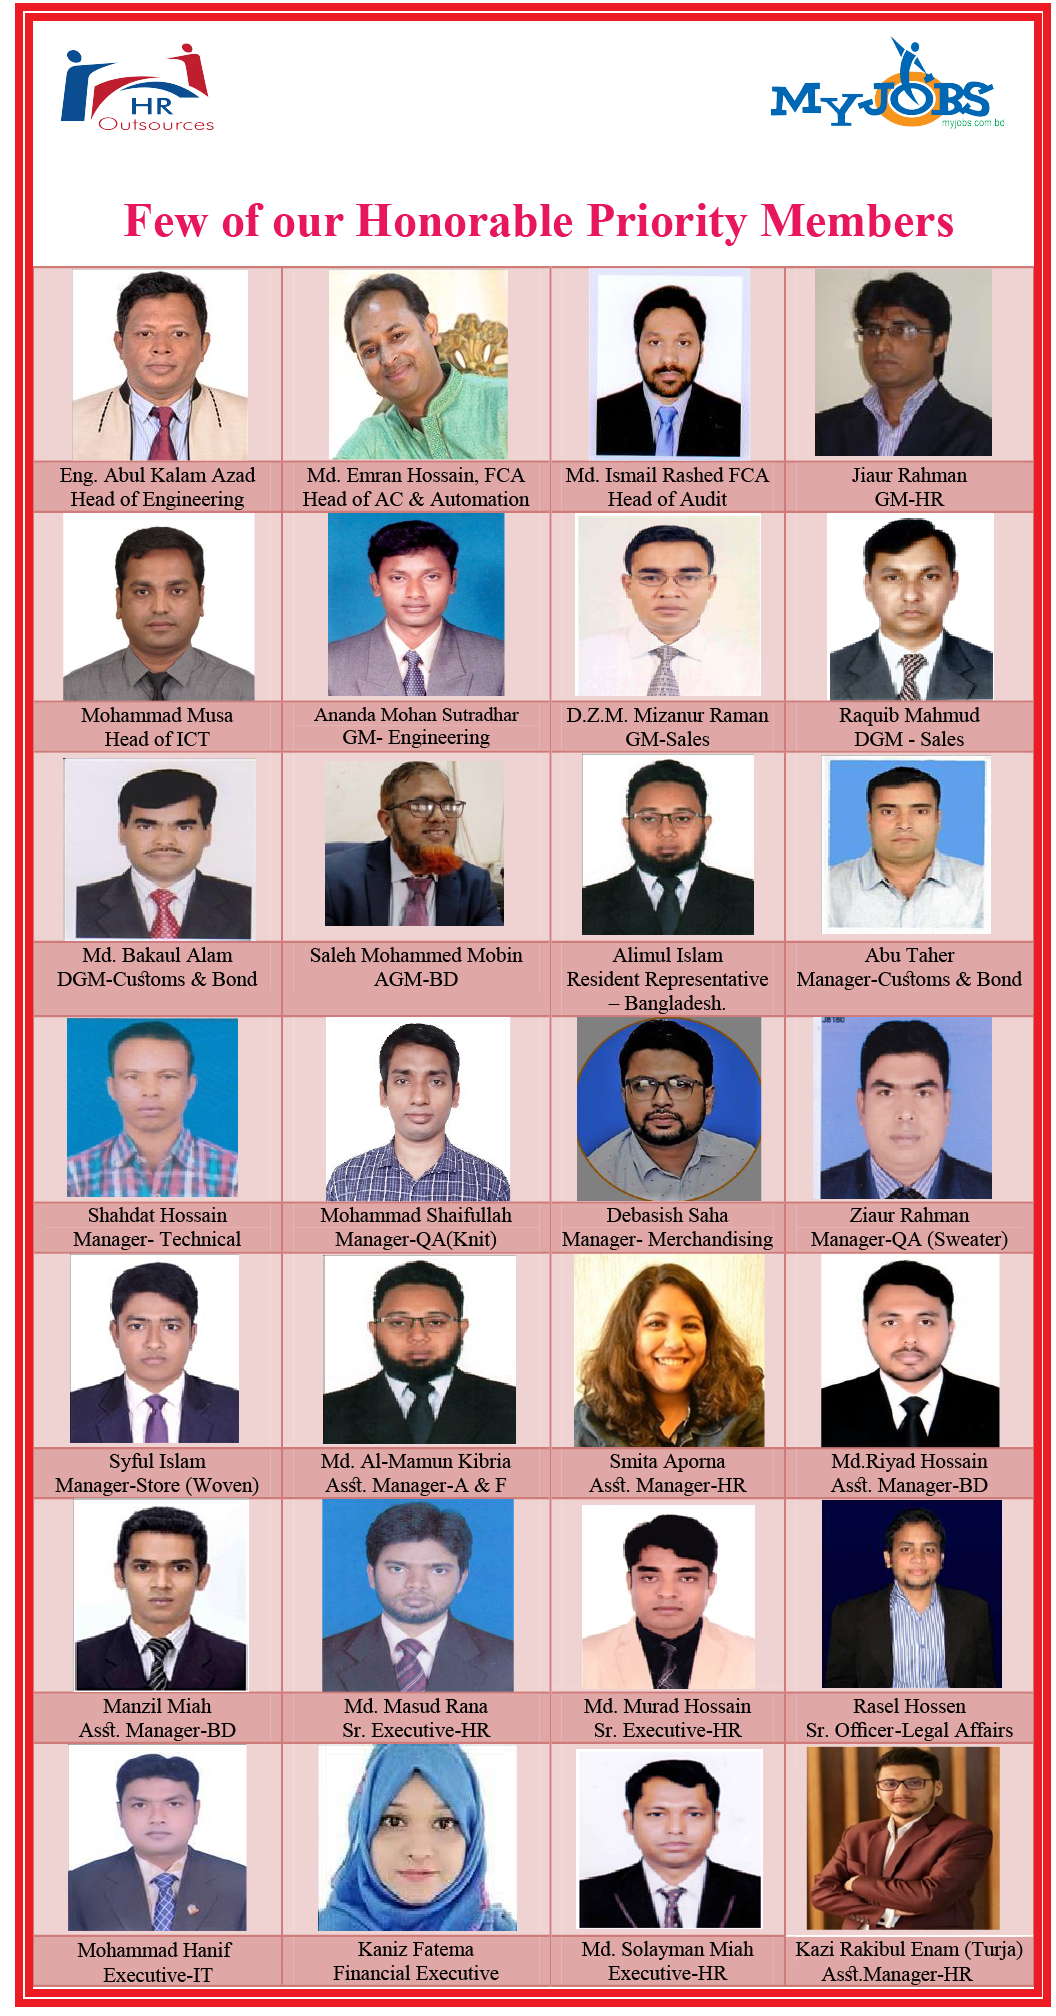 HR
Outsources
MYJOBS
myjobs.com.bd
Few of our Honorable Priority Members
Eng. Abul Kalam Azad
Head of Engineering
Md. Emran Hossain, FCA
Head of AC & Automation
Md. Ismail Rashed FCA
Head of Audit
Jiaur Rahman
GM-HR
Mohammad Musa
Head of ICT
Ananda Mohan Sutradhar
GM- Engineering
D.Z.M. Mizanur Raman
GM-Sales
Raquib Mahmud
DGM - Sales
Md. Bakaul Alam
DGM-Customs & Bond
Saleh Mohammed Mobin
AGM-BD
Alimul Islam
Resident Representative
– Bangladesh.
Abu Taher
Manager-Customs & Bond
Shahdat Hossain
Manager- Technical
Mohammad Shaifullah
Manager-QA(Knit)
Debasish Saha
Manager- Merchandising
Ziaur Rahman
Manager-QA (Sweater)
Syful Islam
Manager-Store (Woven)
Md. Al-Mamun Kibria
Asst. Manager-A & F
Smita Aporna
Asst. Manager-HR
Md.Riyad Hossain
Asst. Manager-BD
Manzil Miah
Asst. Manager-BD
Md. Masud Rana
Sr. Executive-HR
Md. Murad Hossain
Sr. Executive-HR
Rasel Hossen
Sr. Officer-Legal Affairs
Mohammad Hanif
Executive-IT
Kaniz Fatema
Financial Executive
Md. Solayman Miah
Executive-HR
Kazi Rakibul Enam (Turja)
Asst.Manager-HR